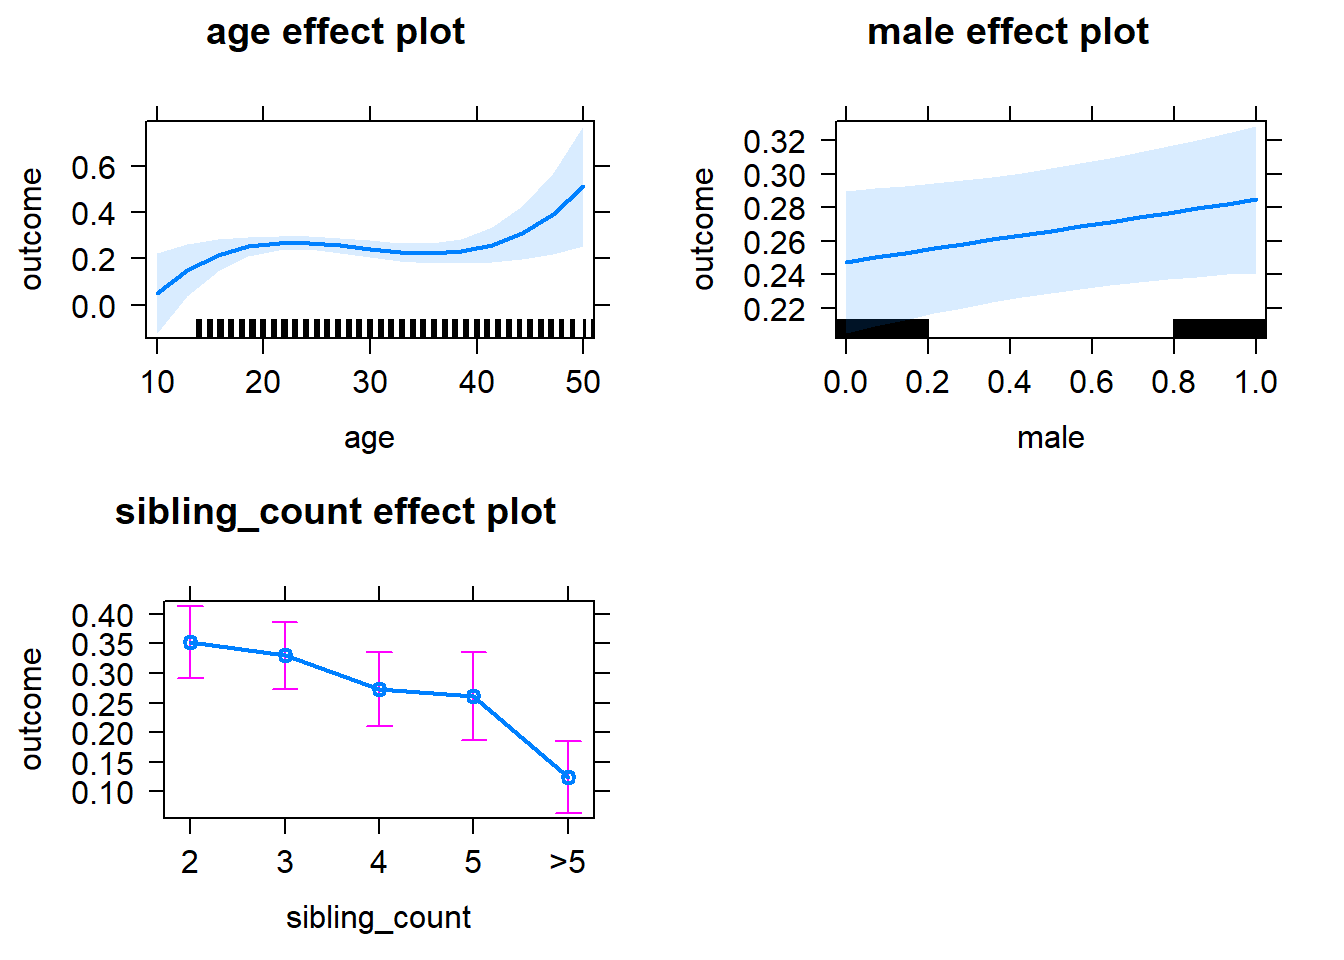 age effect plot
outcome
0.6
0.4
0.2
0.0
10 20 30 40 50
age
male effect plot
outcome
0.32
0.30
0.28
0.26
0.24
0.22
0.0 0.2 0.4 0.6 0.8 1.0
male
sibling_count effect plot
outcome
0.40
0.35
0.30
0.25
0.20
0.15
0.10
2 3 4 5 >5
sibling_count